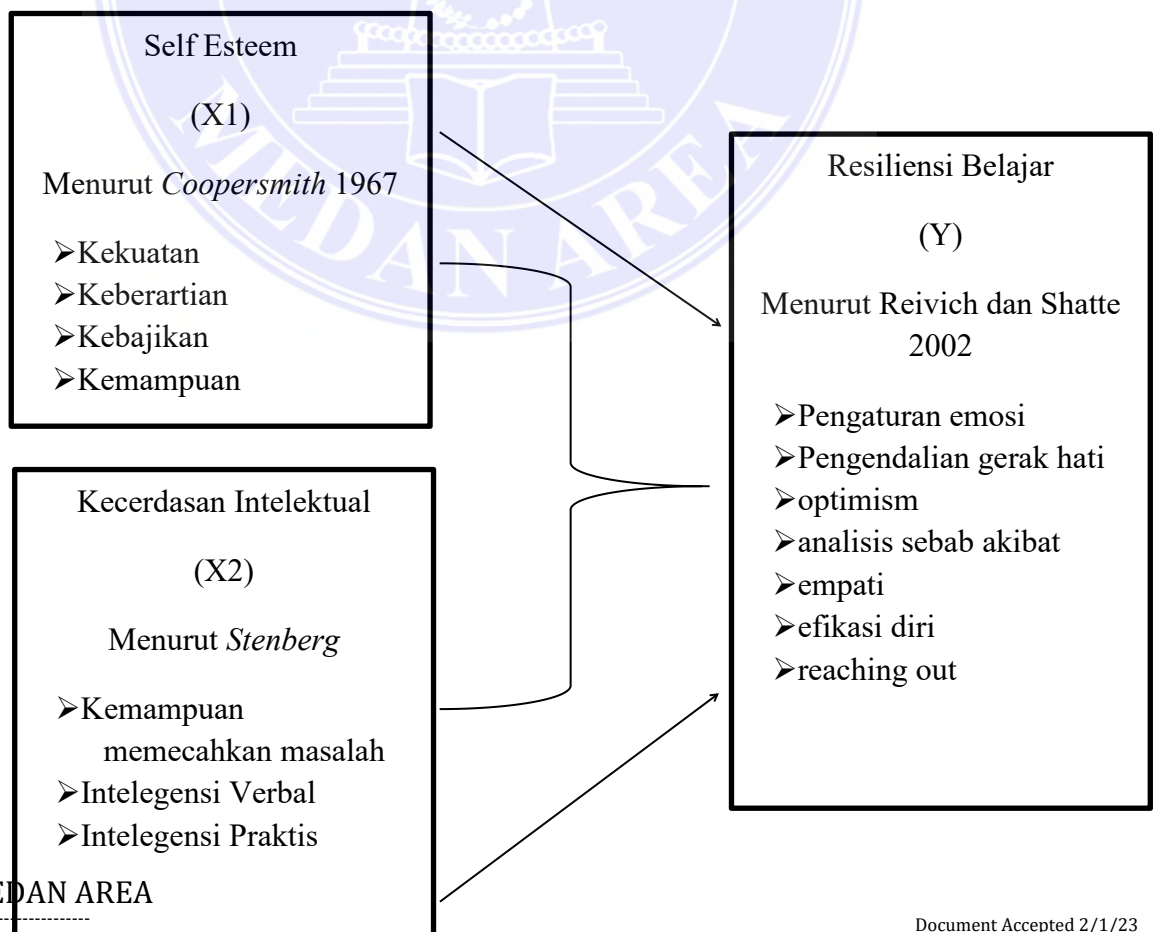 Self Esteem
(X1)
Menurut Coopersmith 1967
➤Kekuatan
➤Keberartian
➤Kebajikan
➤Kemampuan
Kecerdasan Intelektual
(X2)
Menurut Stenberg
➤Kemampuan
memecahkan masalah
➤Intelegensi Verbal
➤Intelegensi Praktis
Resiliensi Belajar
(Y)
Menurut Reivich dan Shatte
2002
➤Pengaturan emosi
➤Pengendalian gerak hati
➤optimism
➤analisis sebab akibat
➤empati
➤efikasi diri
➤reaching out
MEDAN AREA
EDAN AREA
Document Accepted 2/1/23